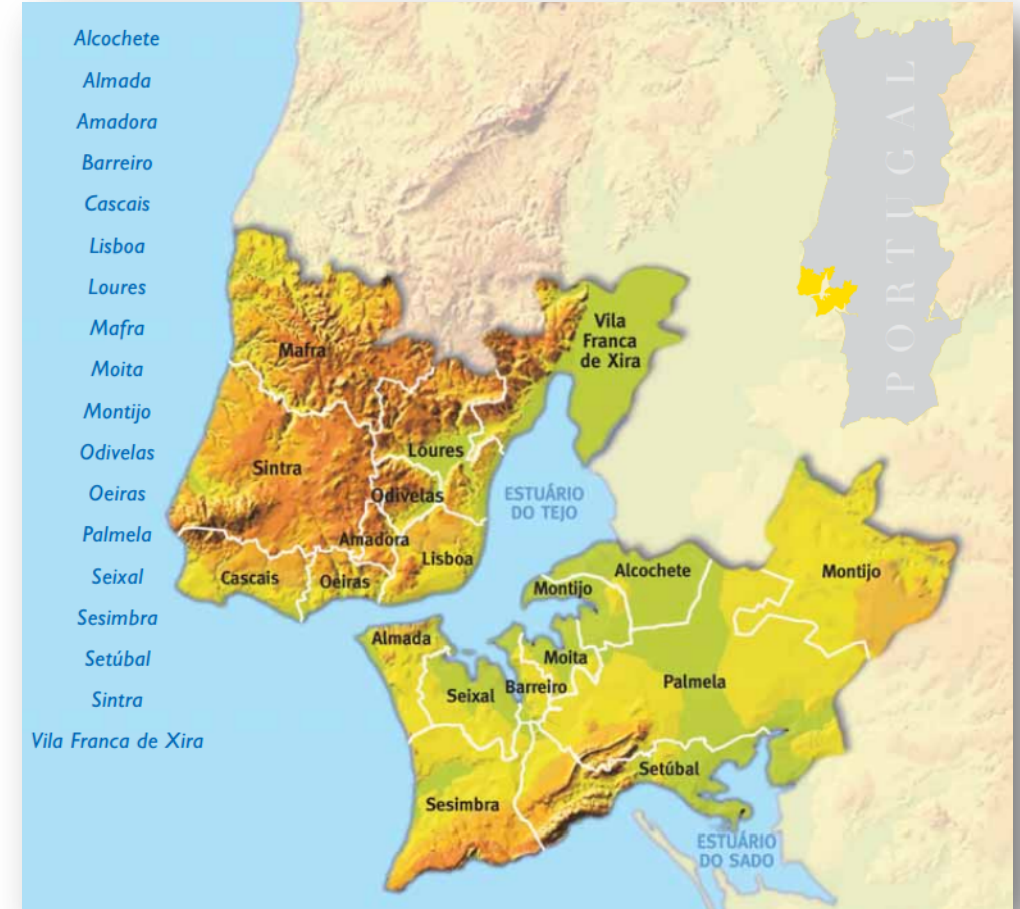 Alcochete
Almada
Amadora
Barreiro
Cascais
Lisboa
Loures
Mafra
Moita
Montijo
Odivelas
Oeiras
Palmela
Seixal
Sesimbra
Setúbal
Sintra
Vila Franca de Xira
PORTUGAL
Vila
Franca
de Xira
Mafra
Loures
Sintra
Odivelas
ESTUÁRIO
DO TEJO
Amadora
Lisboa
Cascais
Oeiras
Alcochete
Montijo
Montijo
Almada
Moita
Barreiro
Seixal
Palmela
Setúbal
Sesimbra
ESTUÁRIO
DO SADO